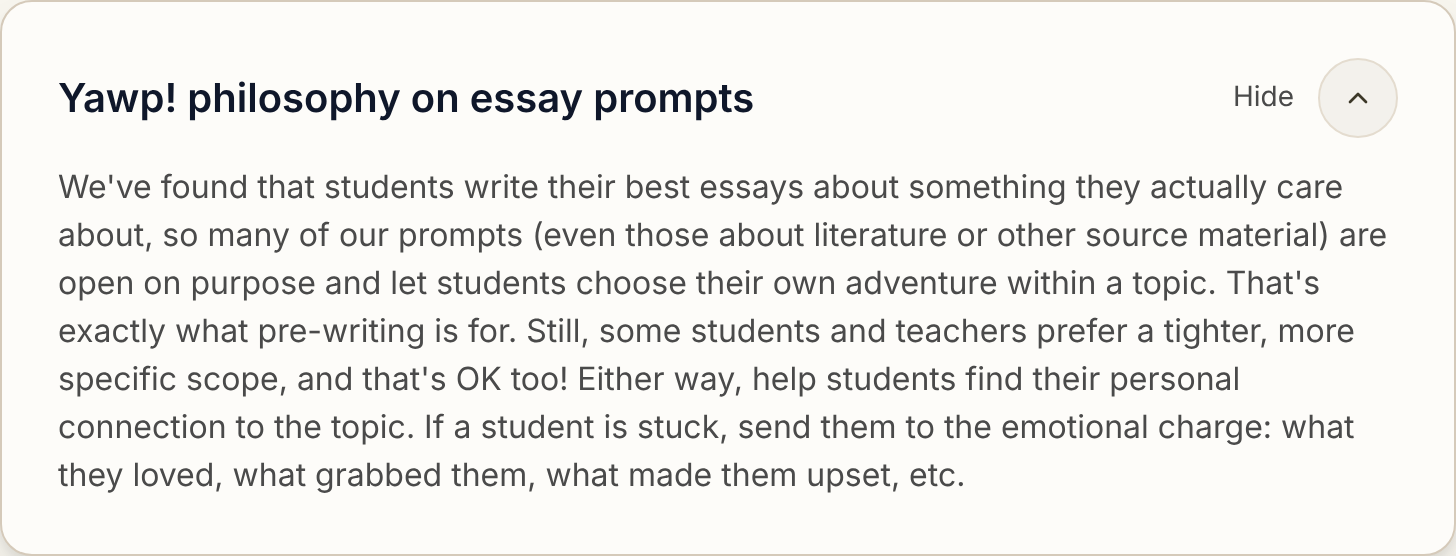 Yawp! philosophy on essay prompts
Hide
We've found that students write their best essays about something they actually care
about, so many of our prompts (even those about literature or other source material) are
open on purpose and let students choose their own adventure within a topic. That's
exactly what pre-writing is for. Still, some students and teachers prefer a tighter, more
specific scope, and that's OK too! Either way, help students find their personal
connection to the topic. If a student is stuck, send them to the emotional charge: what
they loved, what grabbed them, what made them upset, etc.